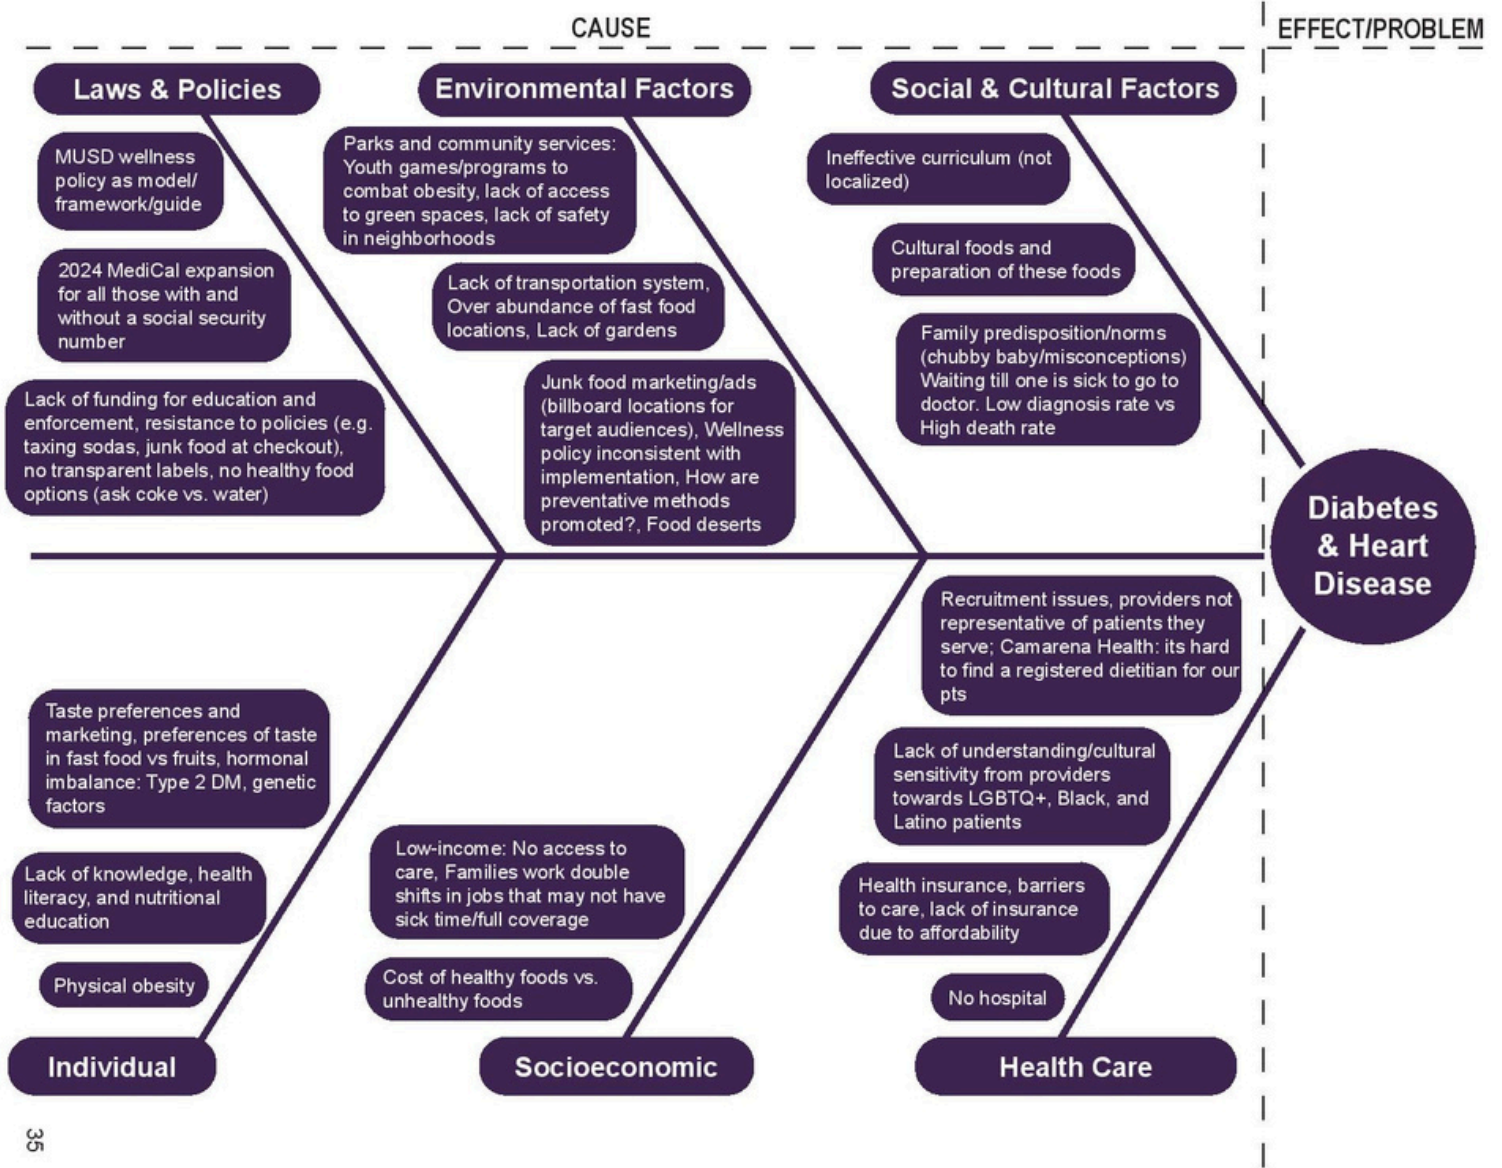 CAUSE
EFFECT/PROBLEM
Laws & Policies
MUSD wellness
policy as model/
framework/guide
2024 MediCal expansion
for all those with and
without a social security
number
Lack of funding for education and
enforcement, resistance to policies (e.g.
taxing sodas, junk food at checkout),
no transparent labels, no healthy food
options (ask coke vs. water)
Environmental Factors
Parks and community services:
Youth games/programs to
combat obesity, lack of access
to green spaces, lack of safety
in neighborhoods
Lack of transportation system,
Over abundance of fast food
locations, Lack of gardens
Junk food marketing/ads
(billboard locations for
target audiences), Wellness
policy inconsistent with
implementation, How are
preventative methods
promoted?, Food deserts
Social & Cultural Factors
Ineffective curriculum (not
localized)
Cultural foods and
preparation of these foods
Family predisposition/norms
(chubby baby/misconceptions)
Waiting till one is sick to go to
doctor. Low diagnosis rate vs
High death rate
Diabetes
& Heart
Disease
Taste preferences and
marketing, preferences of taste
in fast food vs fruits, hormonal
imbalance: Type 2 DM, genetic
factors
Lack of knowledge, health
literacy, and nutritional
education
Physical obesity
Individual
Low-income: No access to
care, Families work double
shifts in jobs that may not have
sick time/full coverage
Cost of healthy foods vs.
unhealthy foods
Socioeconomic
Recruitment issues, providers not
representative of patients they
serve; Camarena Health: its hard
to find a registered dietitian for our
pts
Lack of understanding/cultural
sensitivity from providers
towards LGBTQ+, Black, and
Latino patients
Health insurance, barriers
to care, lack of insurance
due to affordability
No hospital
Health Care
35